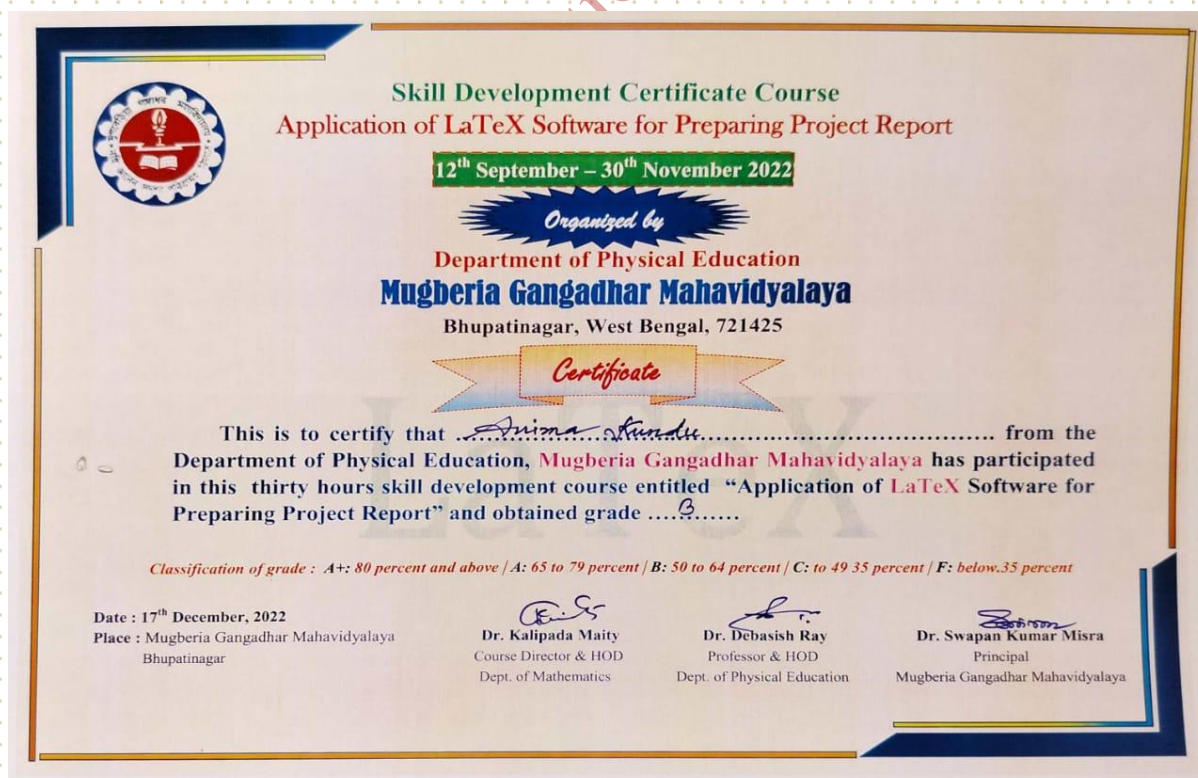 Skill Development Certificate Course
Application of LaTeX Software for Preparing Project Report
12th September – 30th November 2022
Organized by
Department of Physical Education
Mugberia Gangadhar Mahavidyalaya
Bhupatinagar, West Bengal, 721425
Certificate
LaTeX
This is to certify that ..Anima Kundu.................................... from the
Department of Physical Education, Mugberia Gangadhar Mahavidyalaya has participated
in this thirty hours skill development course entitled “Application of LaTeX Software for
Preparing Project Report” and obtained grade ....B......
Classification of grade : A+: 80 percent and above / A: 65 to 79 percent / B: 50 to 64 percent / C: to 49 35 percent / F: below.35 percent
Date : 17th December, 2022
Place : Mugberia Gangadhar Mahavidyalaya
Bhupatinagar
Dr. Kalipada Maity
Course Director & HOD
Dept. of Mathematics
Dr. Debasish Ray
Professor & HOD
Dept. of Physical Education
Dr. Swapan Kumar Misra
Principal
Mugberia Gangadhar Mahavidyalaya